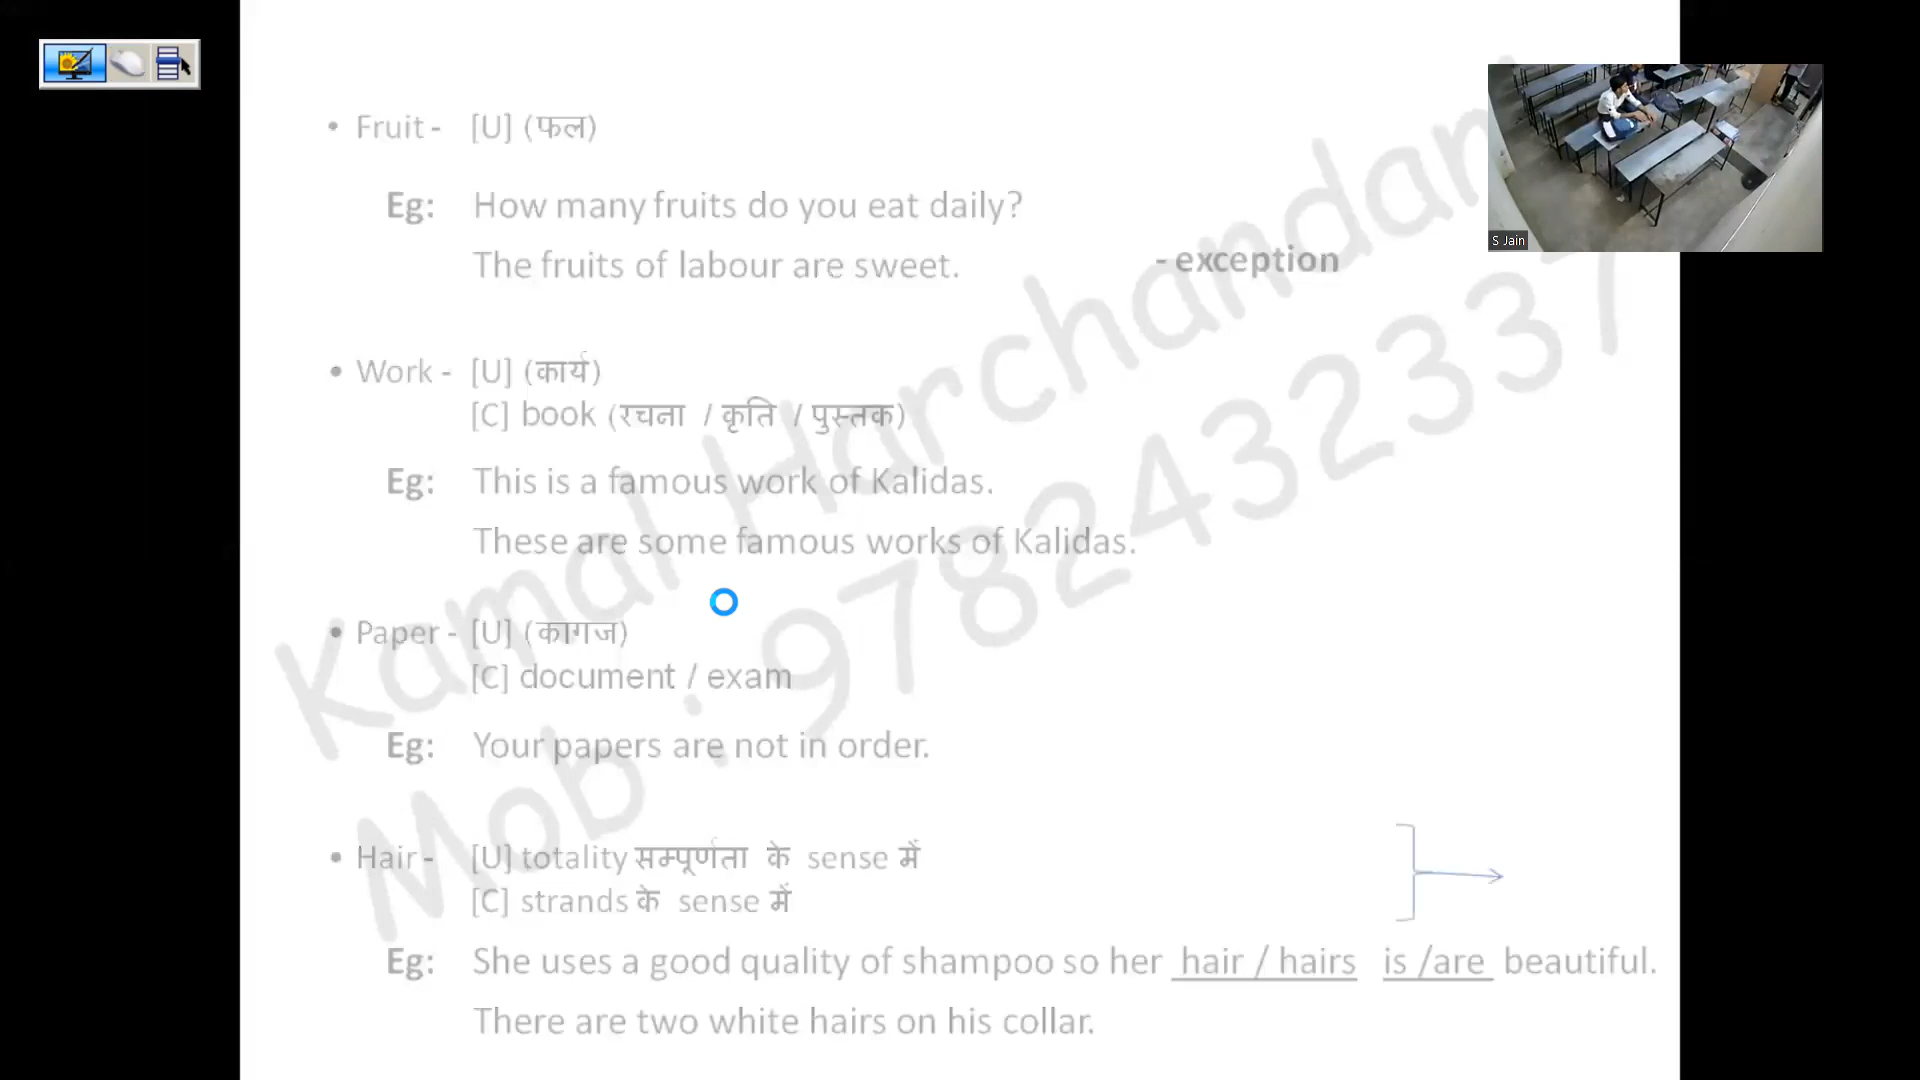 • Fruit - [U] (फल)
Eg: How many fruits do you eat daily?
The fruits of labour are sweet. - exception
• Work - [U] (कार्य)
[C] book (रचना / कृति / पुस्तक)
Eg: This is a famous work of Kalidas.
These are some famous works of Kalidas.
• Paper - [U] (कागज)
[C] document / exam
Eg: Your papers are not in order.
• Hair - [U] totality सम्पूर्णता के sense में
[C] strands के sense में
Eg: She uses a good quality of shampoo so her hair / hairs is /are beautiful.
There are two white hairs on his collar.
Kamal Harchandani
Mob : 9782432337
S Jain